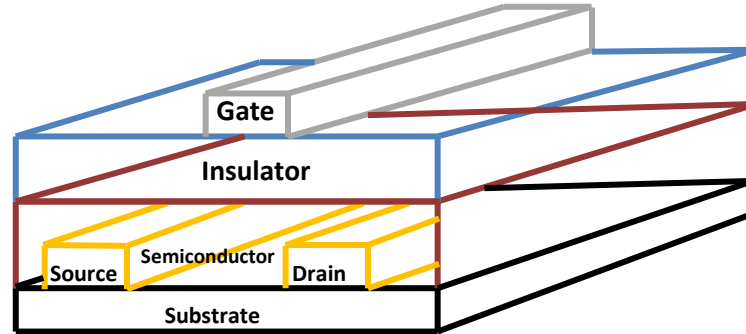 Gate
Insulator
Semiconductor
Source
Drain
Substrate